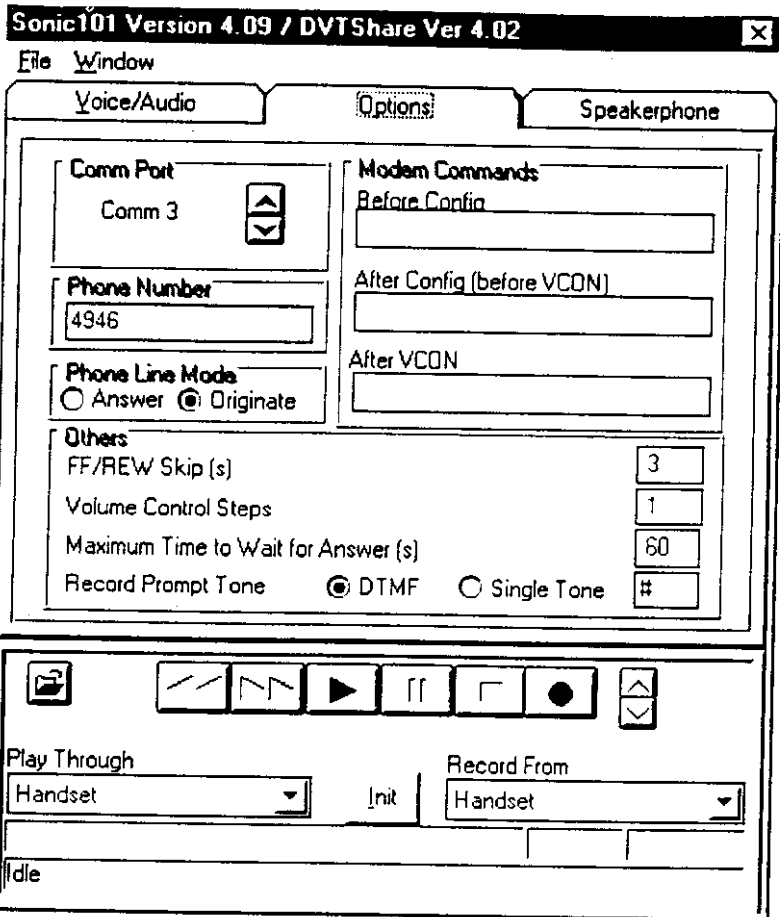 Sonic101 Version 4.09 / DVTShare Ver 4.02
File Window
Voice/Audio Options Speakerphone
Comm Port
Comm 3
Modem Commands
Before Config
Phone Number
4946
After Config (before VCON)
Phone Line Mode
Answer Originate
After VCON
Others
FF/REW Skip (s) 3
Volume Control Steps 1
Maximum Time to Wait for Answer (s) 60
Record Prompt Tone DTMF Single Tone #
Play Through
Handset
Init
Record From
Handset
Idle